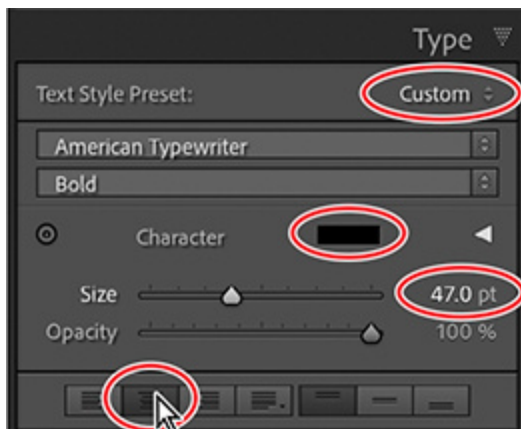 Type
Text Style Preset: Custom
American Typewriter
Bold
Character
Size 47.0 pt
Opacity 100 %